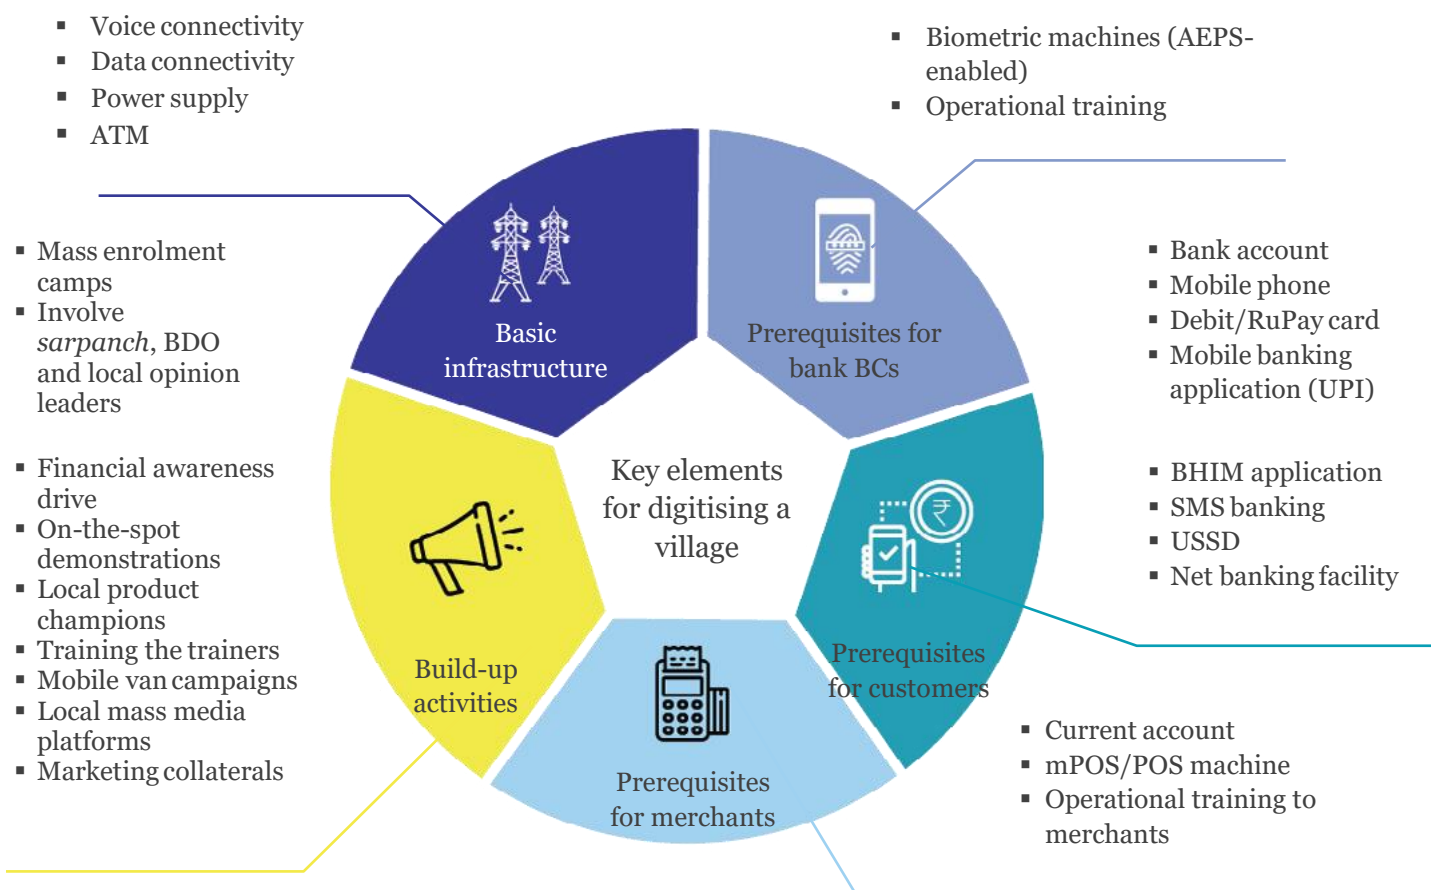 ▪ Voice connectivity
▪ Data connectivity
▪ Power supply
▪ ATM
▪ Biometric machines (AEPS-
enabled)
▪ Operational training
▪ Mass enrolment
camps
▪ Involve
sarpanch, BDO
and local opinion
leaders
▪ Financial awareness
drive
▪ On-the-spot
demonstrations
▪ Local product
champions
▪ Training the trainers
▪ Mobile van campaigns
▪ Local mass media
platforms
▪ Marketing collaterals
Basic
infrastructure
Prerequisites for
bank BCs
Key elements
for digitising a
village
Build-up
activities
Prerequisites
for merchants
Prerequisites
for customers
₹
▪ Bank account
▪ Mobile phone
▪ Debit/RuPay card
▪ Mobile banking
application (UPI)
▪ BHIM application
▪ SMS banking
▪ USSD
▪ Net banking facility
▪ Current account
▪ mPOS/POS machine
▪ Operational training to
merchants